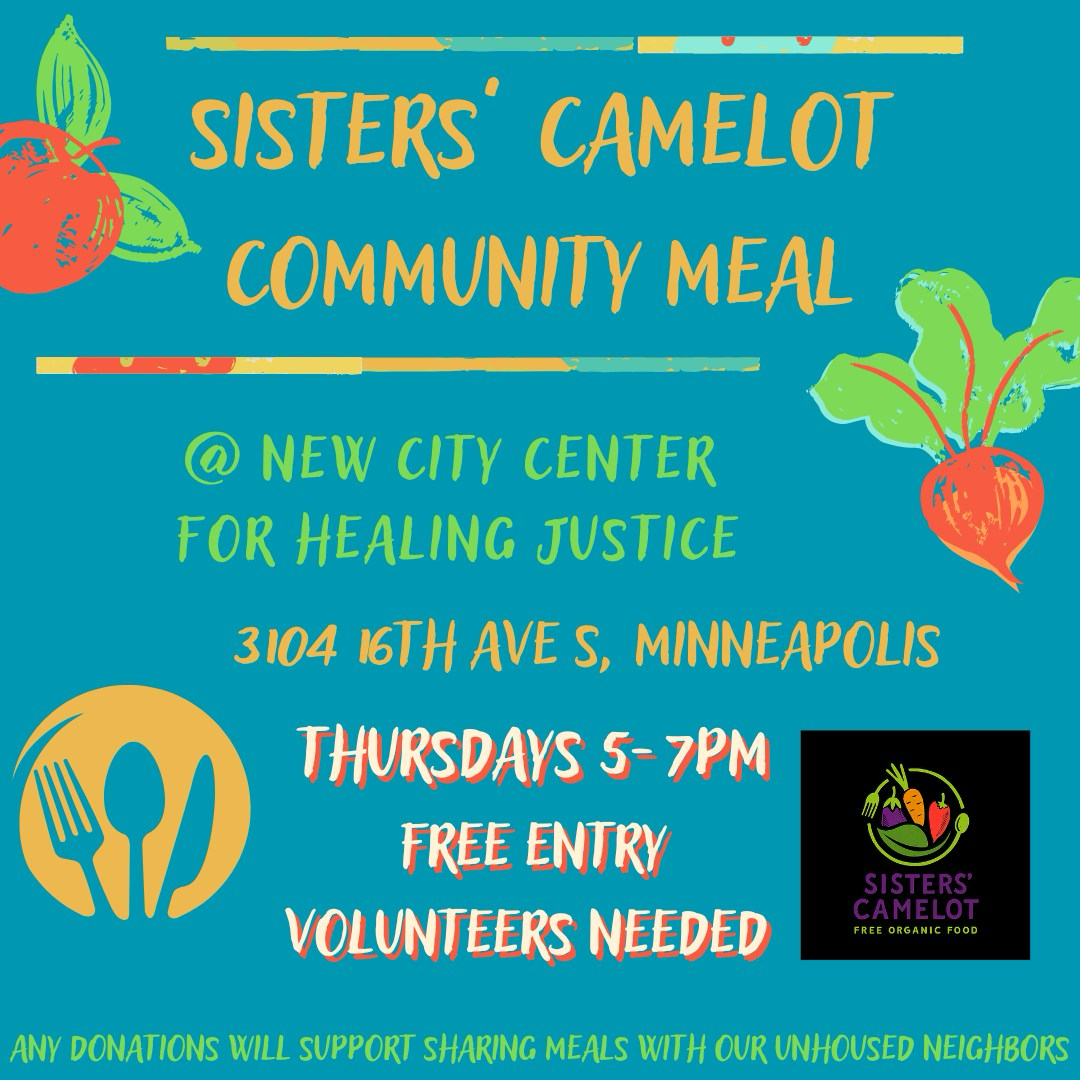 SISTERS' CAMELOT
COMMUNITY MEAL
@ NEW CITY CENTER
FOR HEALING JUSTICE
3104 16TH AVE S, MINNEAPOLIS
THURSDAYS 5-7PM
FREE ENTRY
VOLUNTEERS NEEDED
SISTERS'
CAMELOT
FREE ORGANIC FOOD
ANY DONATIONS WILL SUPPORT SHARING MEALS WITH OUR UNHOUSED NEIGHBORS